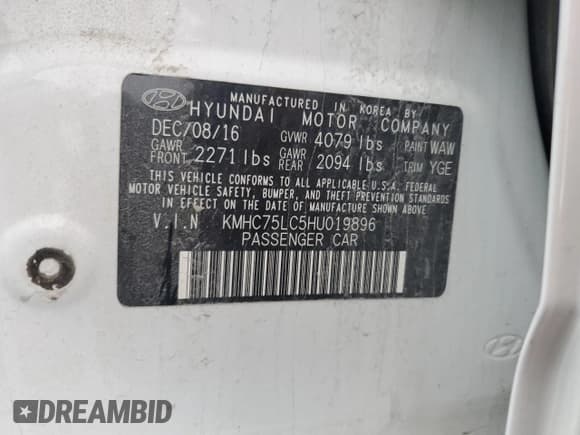 MANUFACTURED IN KOREA BY
HYUNDAI MOTOR COMPANY
DEC/08/16 GVWR 4079 lbs PAINT WAW
GAWR FRONT 2271 lbs GAWR REAR 2094 lbs TRIM YGE
THIS VEHICLE CONFORMS TO ALL APPLICABLE U.S.A. FEDERAL
MOTOR VEHICLE SAFETY, BUMPER, AND THEFT PREVENTION STANDARDS
IN EFFECT ON THE DATE OF MANUFACTURE SHOWN ABOVE.
V.I.N KMHC75LC5HU019896
PASSENGER CAR
DREAMBID